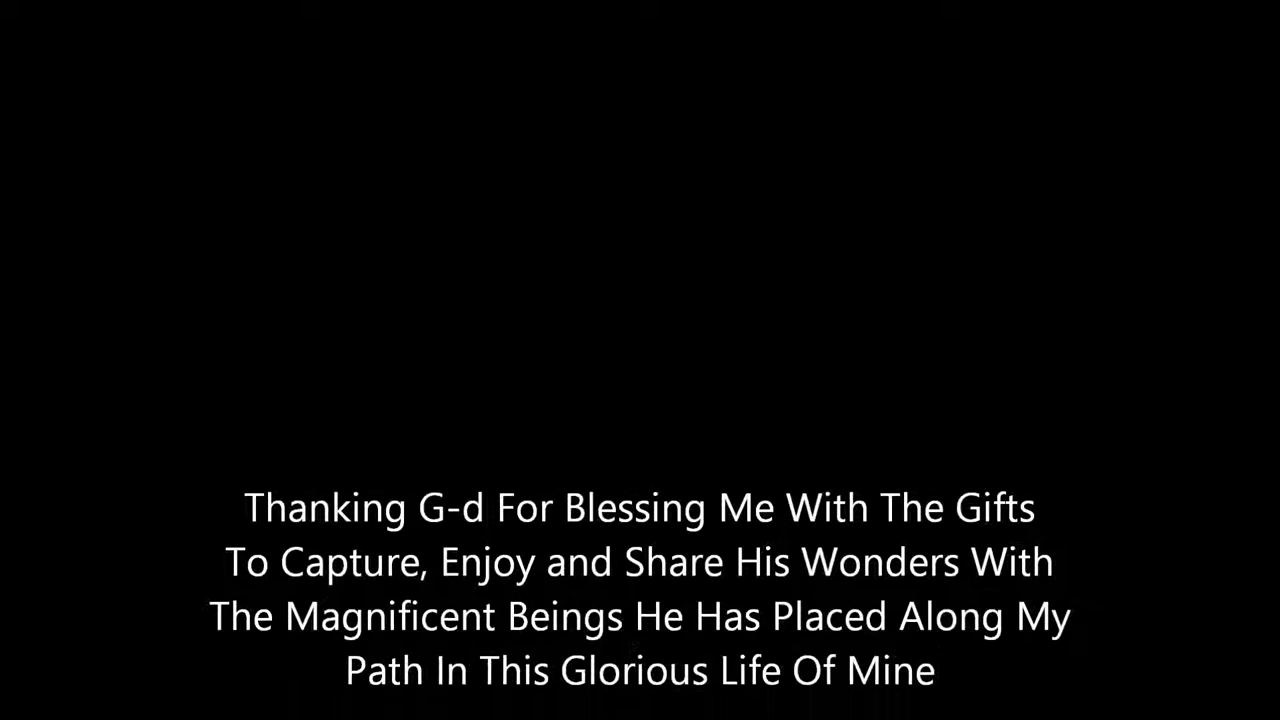 Thanking G-d For Blessing Me With The Gifts
To Capture, Enjoy and Share His Wonders With
The Magnificent Beings He Has Placed Along My
Path In This Glorious Life Of Mine